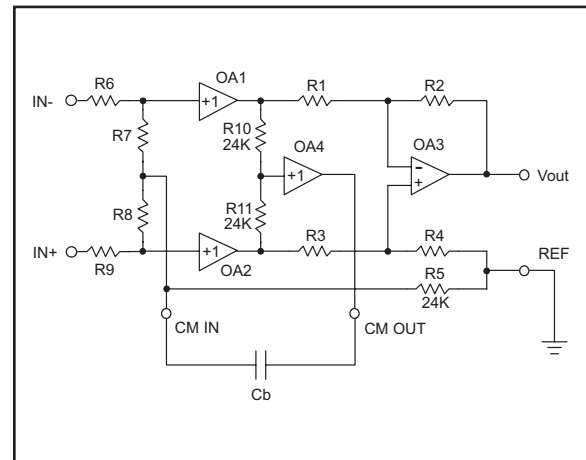 OA1
R6
R1
R2
IN-
+1
R7
R10
24K
OA4
OA3
-
+
+1
Vout
R8
R11
24K
IN+
R9
+1
OA2
R3
R4
REF
R5
24K
CM IN
CM OUT
Cb